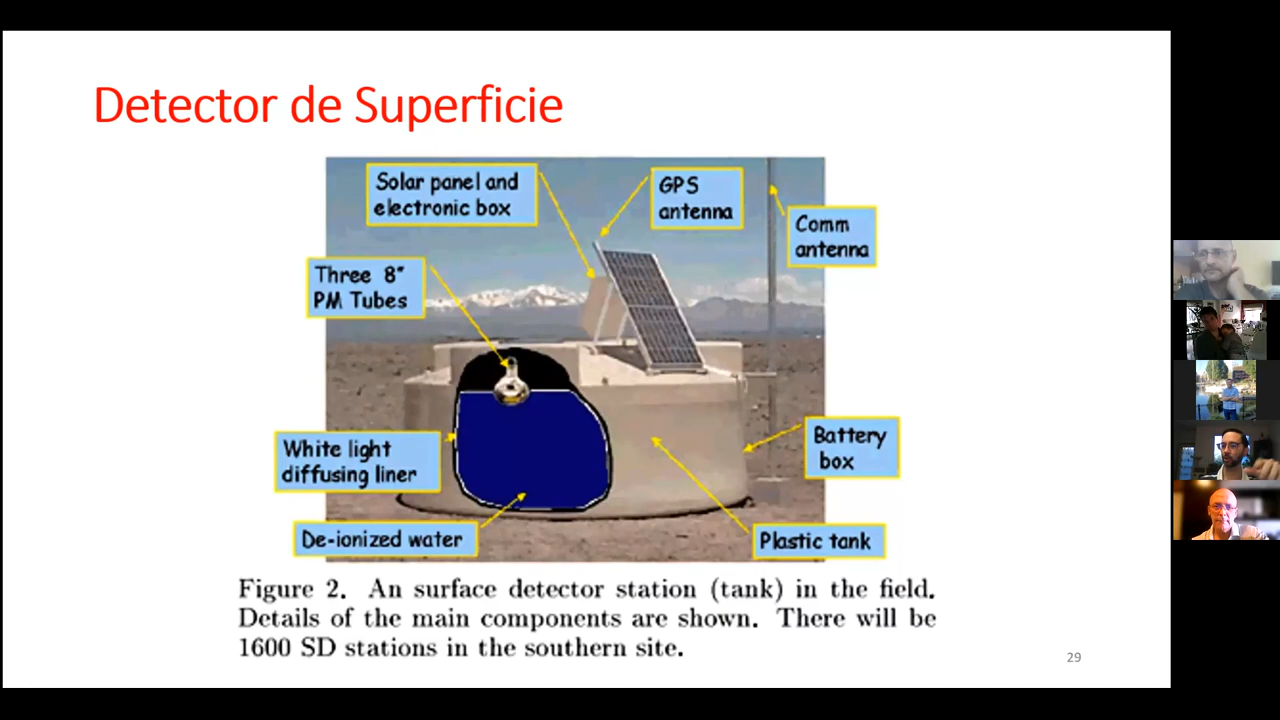 Detector de Superficie
Solar panel and
electronic box
GPS
antenna
Comm
antenna
Three 8"
PM Tubes
White light
diffusing liner
Battery
box
De-ionized water
Plastic tank
Figure 2. An surface detector station (tank) in the field.
Details of the main components are shown. There will be
1600 SD stations in the southern site.
29